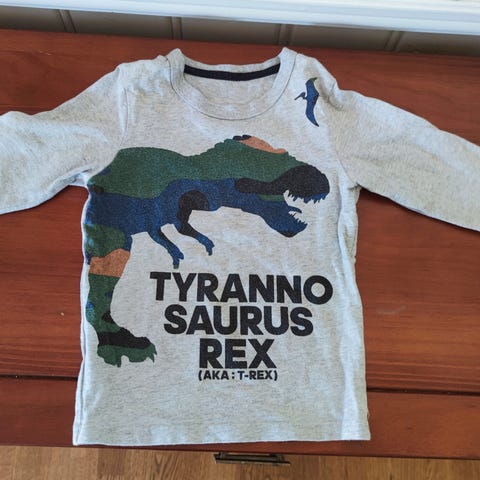 TYRANNO
SAURUS
REX
(AKA : T-REX)